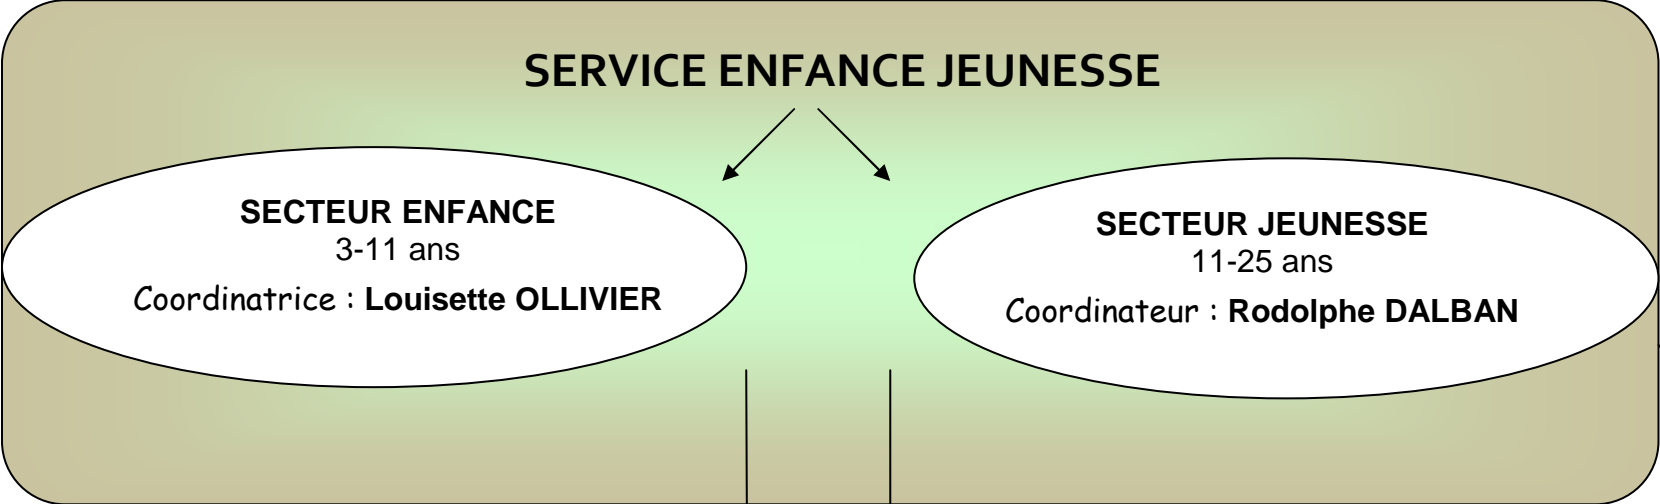 SERVICE ENFANCE JEUNESSE
SECTEUR ENFANCE
3-11 ans
Coordinatrice : Louisette OLLIVIER
SECTEUR JEUNESSE
11-25 ans
Coordinateur : Rodolphe DALBAN